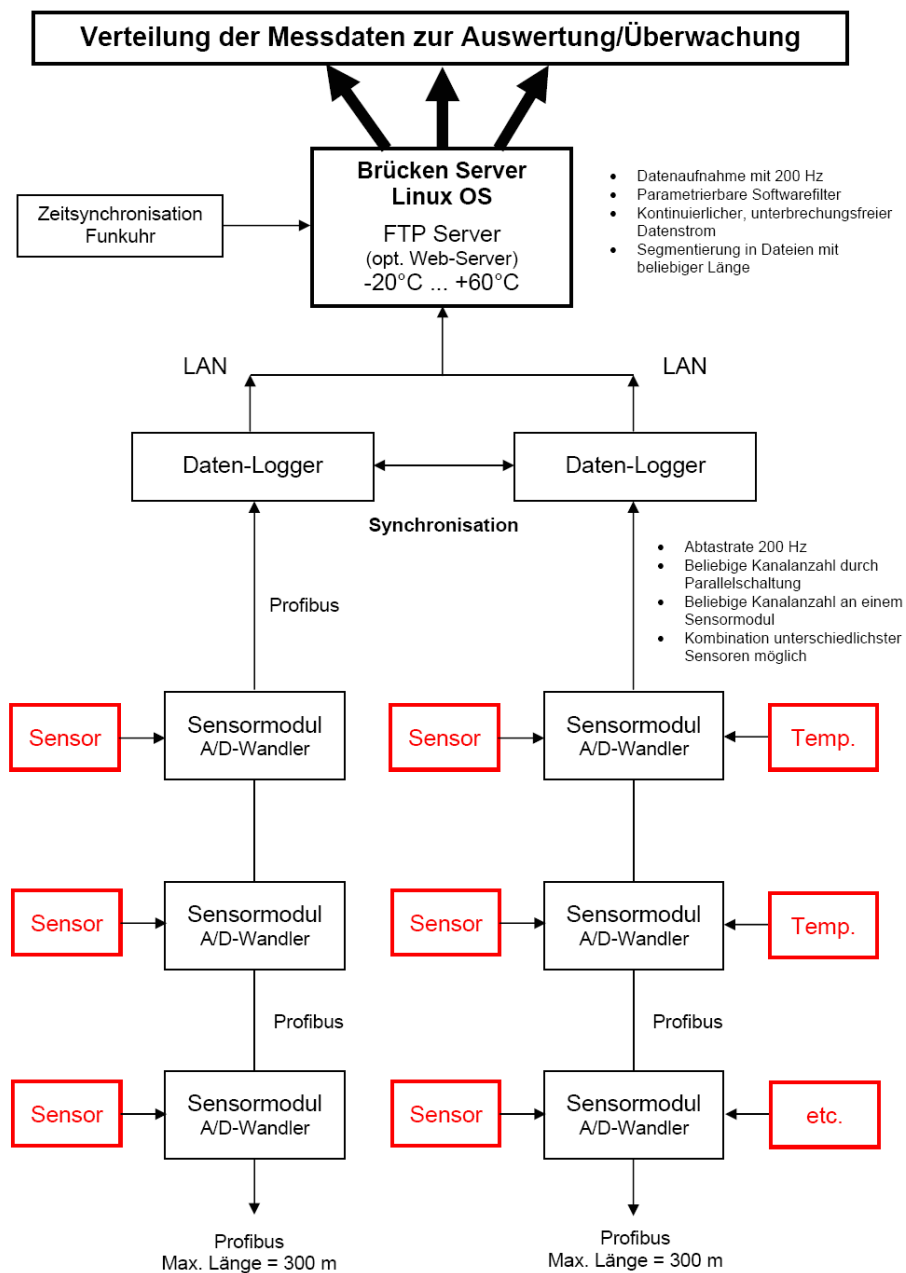 Verteilung der Messdaten zur Auswertung/Überwachung
Brücken Server
Linux OS
FTP Server
(opt. Web-Server)
-20°C ... +60°C
Zeitsynchronisation
Funkuhr
• Datenaufnahme mit 200 Hz
• Parametrierbare Softwarefilter
• Kontinuierlicher, unterbrechungsfreier
Datenstrom
• Segmentierung in Dateien mit
beliebiger Länge
LAN
LAN
Daten-Logger
Daten-Logger
Synchronisation
• Abtastrate 200 Hz
• Beliebige Kanalanzahl durch
Parallelschaltung
• Beliebige Kanalanzahl an einem
Sensormodul
• Kombination unterschiedlichster
Sensoren möglich
Profibus
Sensor
Sensormodul
A/D-Wandler
Sensor
Sensormodul
A/D-Wandler
Temp.
Sensor
Sensormodul
A/D-Wandler
Sensor
Sensormodul
A/D-Wandler
Temp.
Profibus
Profibus
Sensor
Sensormodul
A/D-Wandler
Sensor
Sensormodul
A/D-Wandler
etc.
Profibus
Max. Länge = 300 m
Profibus
Max. Länge = 300 m